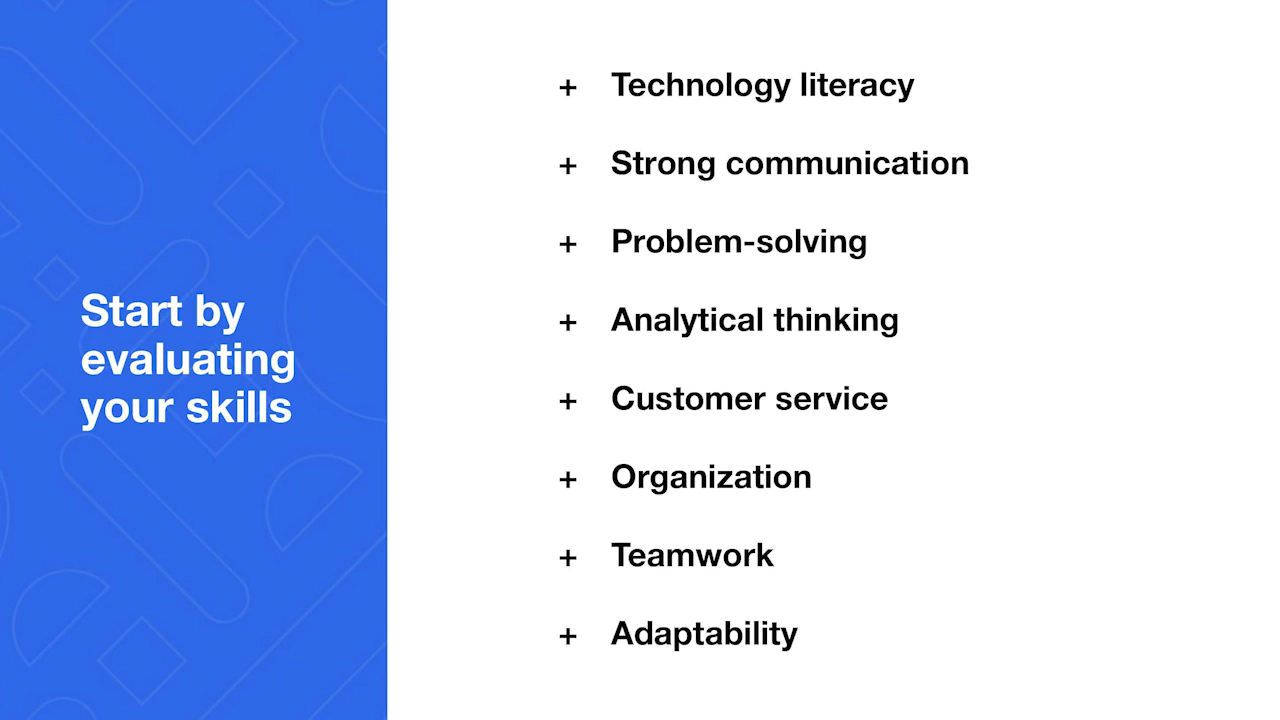 Start by
evaluating
your skills
+ Technology literacy
+ Strong communication
+ Problem-solving
+ Analytical thinking
+ Customer service
+ Organization
+ Teamwork
+ Adaptability